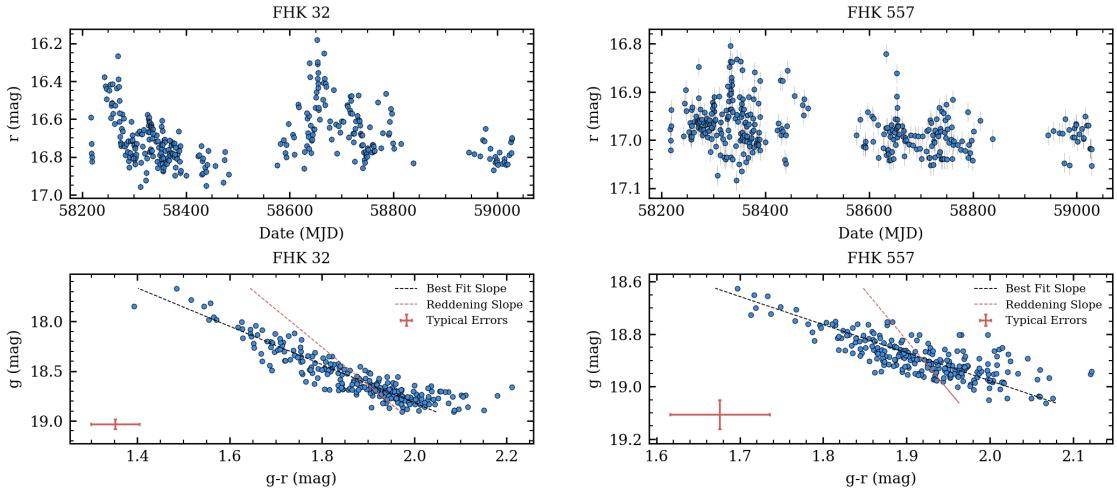 FHK 32
16.2
16.4
16.6
16.8
17.0
r (mag)
58200 58400 58600 58800 59000
Date (MJD)
FHK 557
16.8
16.9
17.0
17.1
r (mag)
58200 58400 58600 58800 59000
Date (MJD)
FHK 32
18.0
18.5
19.0
g (mag)
Best Fit Slope
Reddening Slope
Typical Errors
1.4 1.6 1.8 2.0 2.2
g-r (mag)
FHK 557
18.6
18.8
19.0
19.2
g (mag)
Best Fit Slope
Reddening Slope
Typical Errors
1.6 1.7 1.8 1.9 2.0 2.1
g-r (mag)